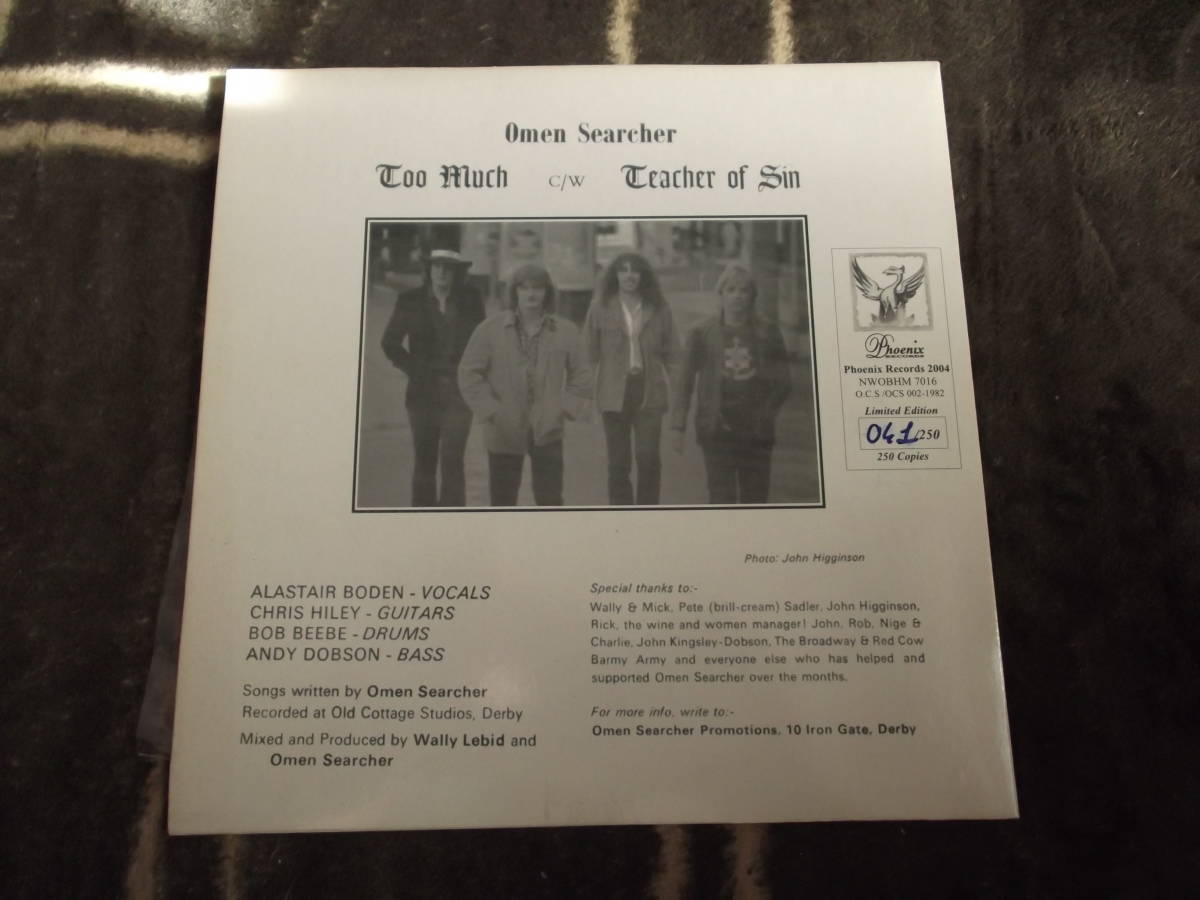 Omen Searcher
Too Much C/W Teacher of Sin
Phoenix
RECORDS
Phoenix Records 2004
NWOBHM 7016
O.C.S /OCS 002-1982
Limited Edition
041/250
250 Copies
Photo: John Higginson
ALASTAIR BODEN - VOCALS
CHRIS HILEY - GUITARS
BOB BEEBE - DRUMS
ANDY DOBSON - BASS
Songs written by Omen Searcher
Recorded at Old Cottage Studios, Derby
Mixed and Produced by Wally Lebid and
Omen Searcher
Special thanks to:-
Wally & Mick, Pete (brill-cream) Sadler, John Higginson,
Rick, the wine and women manager! John, Rob, Nige &
Charlie, John Kingsley-Dobson, The Broadway & Red Cow
Barmy Army and everyone else who has helped and
supported Omen Searcher over the months.
For more info, write to:-
Omen Searcher Promotions, 10 Iron Gate, Derby